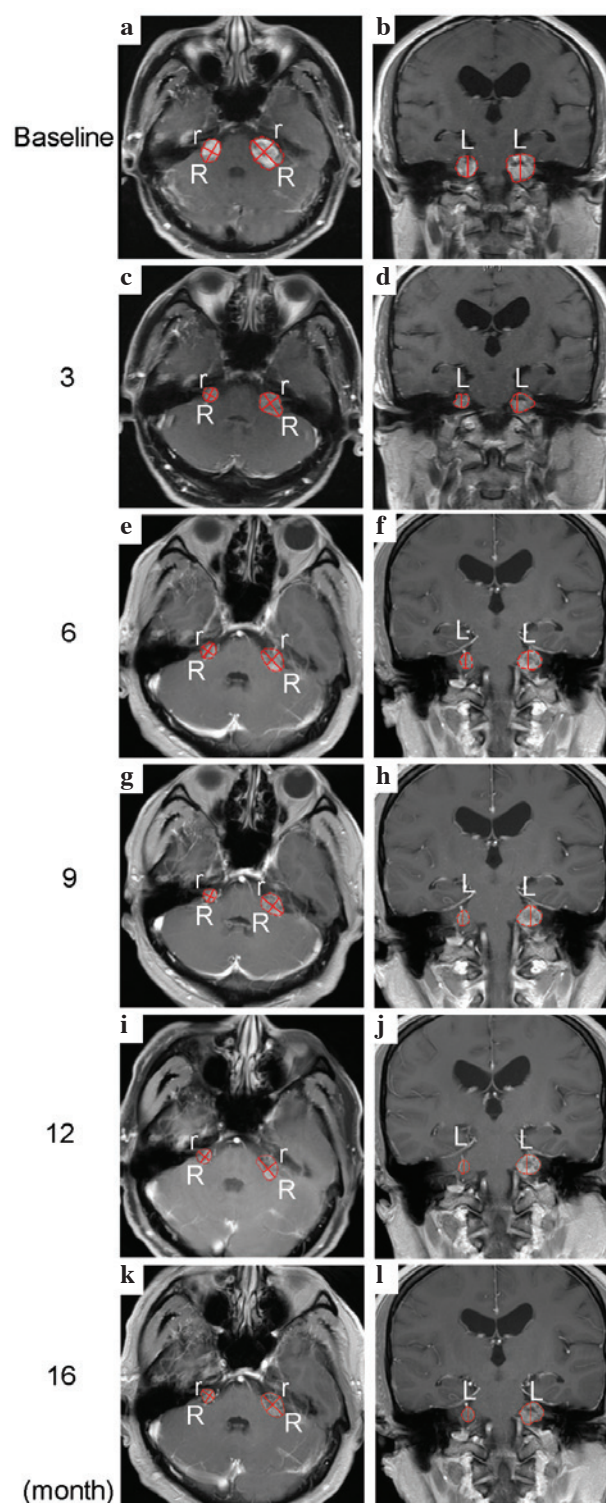 a b
Baseline r r R R L L
c d
3 r r R R L L
e f
6 r r R R L L
g h
9 r r R R L L
i j
12 r r R R L L
k l
16 r r R R L L
(month)